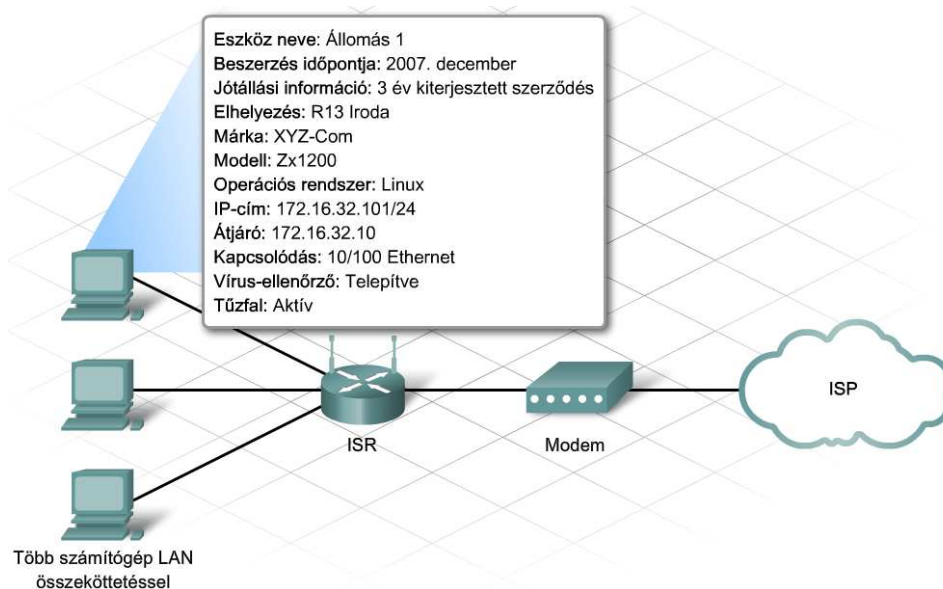 Eszköz neve: Állomás 1
Beszerzés időpontja: 2007. december
Jótállási információ: 3 év kiterjesztett szerződés
Elhelyezés: R13 Iroda
Márka: XYZ-Com
Modell: Zx1200
Operációs rendszer: Linux
IP-cím: 172.16.32.101/24
Átjáró: 172.16.32.10
Kapcsolódás: 10/100 Ethernet
Vírus-ellenőrző: Telepítve
Tűzfal: Aktív
ISR
Modem
ISP
Több számítógép LAN
összeköttetéssel